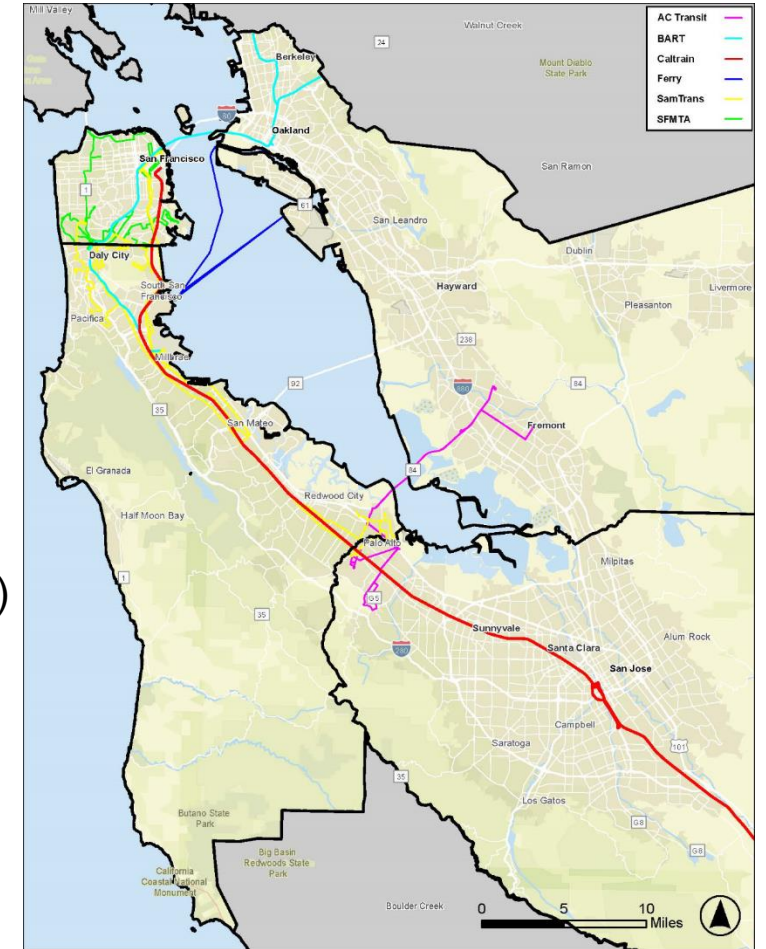 Mill Valley
Walnut Creek
AC Transit
BART
Caltrain
Ferry
SamTrans
SFMTA
24
Berkeley
Mount Diablo
State Park
80
Oakland
San Francisco
San Ramon
1
61
San Leandro
Daly City
Dublin
South San
Francisco
Hayward
Livermore
Pleasanton
Pacifica
238
Millbrae
92
84
880
35
San Mateo
Fremont
El Granada
84
Redwood City
Half Moon Bay
Palo Alto
Milpitas
)
1
G5
35
Sunnyvale
Alum Rock
280
Santa Clara
San Jose
Campbell
Saratoga
101
35
Los Gatos
G8
G8
Butano State
Park
Big Basin
Redwoods State
Park
California
Coastal National
Monument
Boulder Creek
0 5 10
Miles